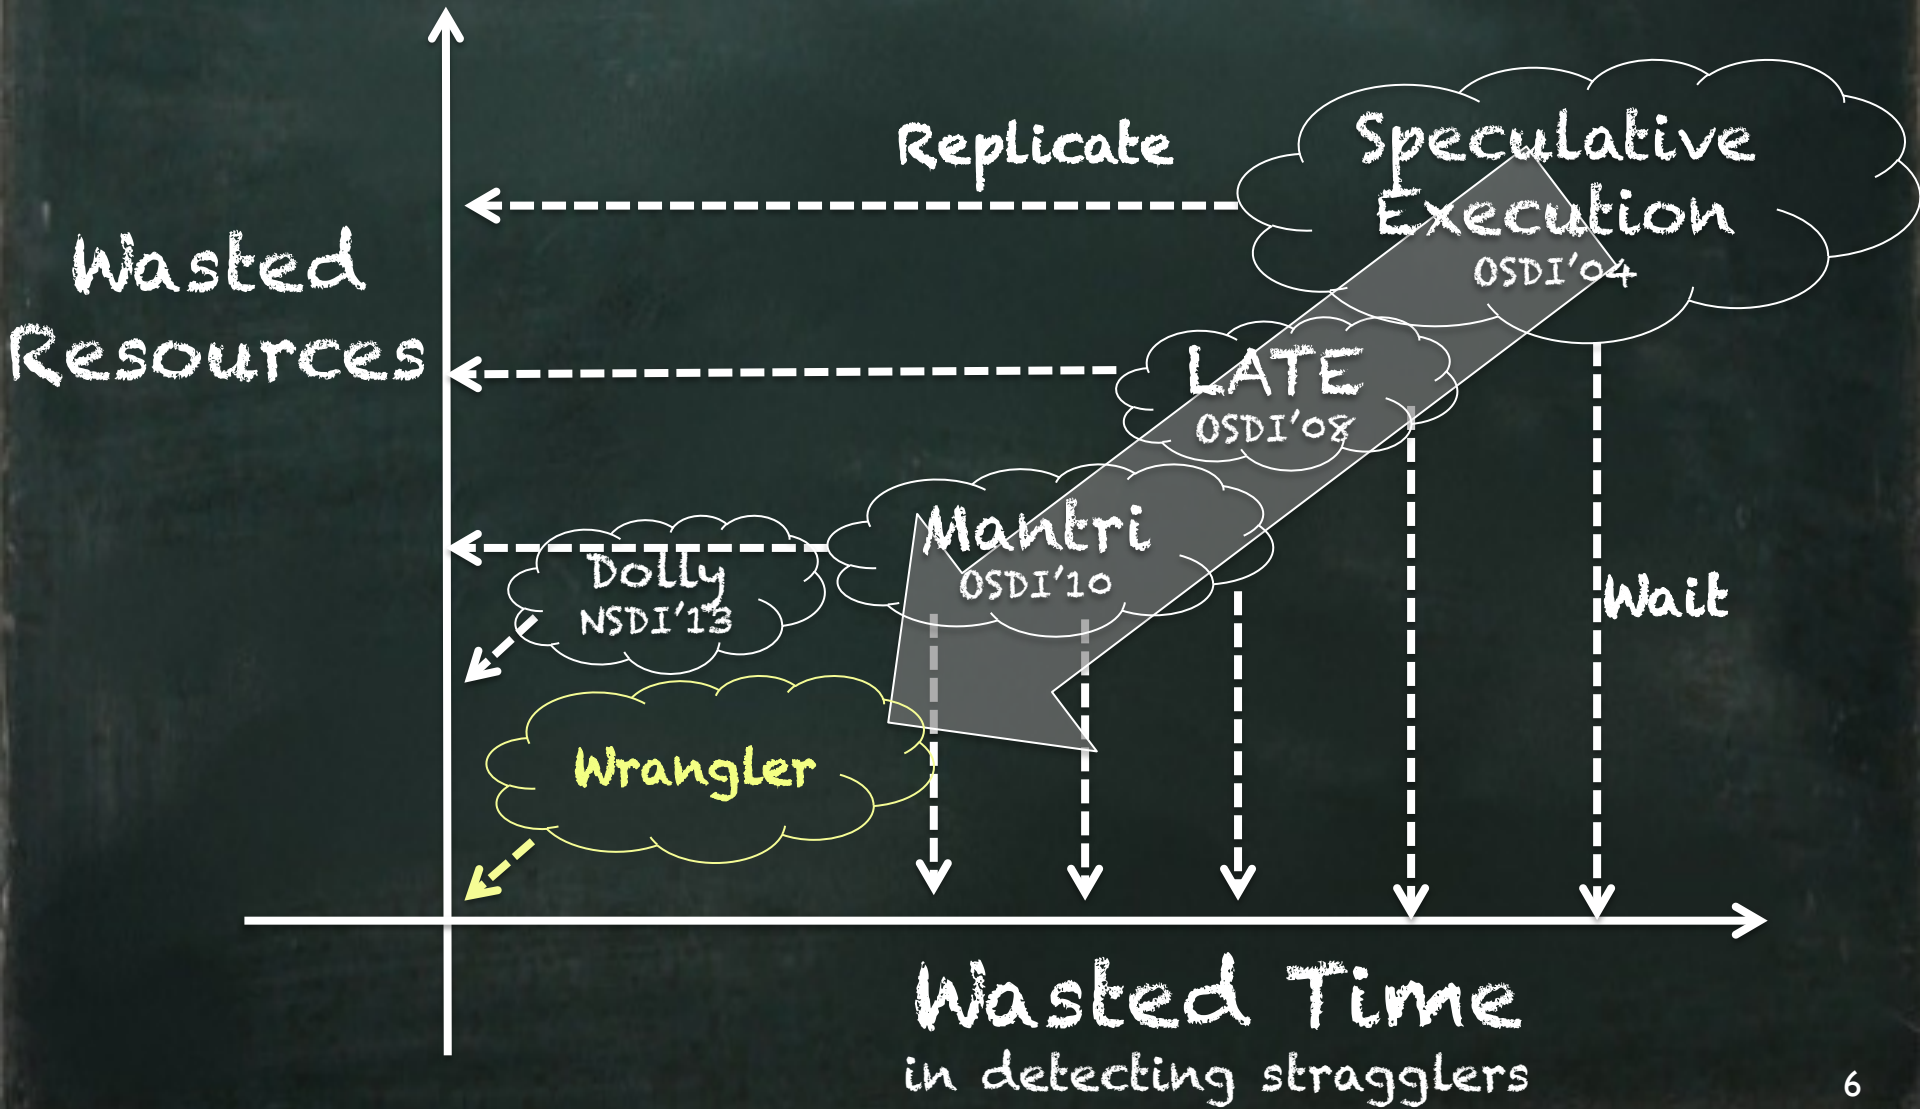 Replicate
Speculative
Execution
OSDI'04
Wasted
Resources
LATE
OSDI'08
Mantri
OSDI'10
Dolly
NSDI'13
Wait
Wrangler
Wasted Time
in detecting stragglers
6